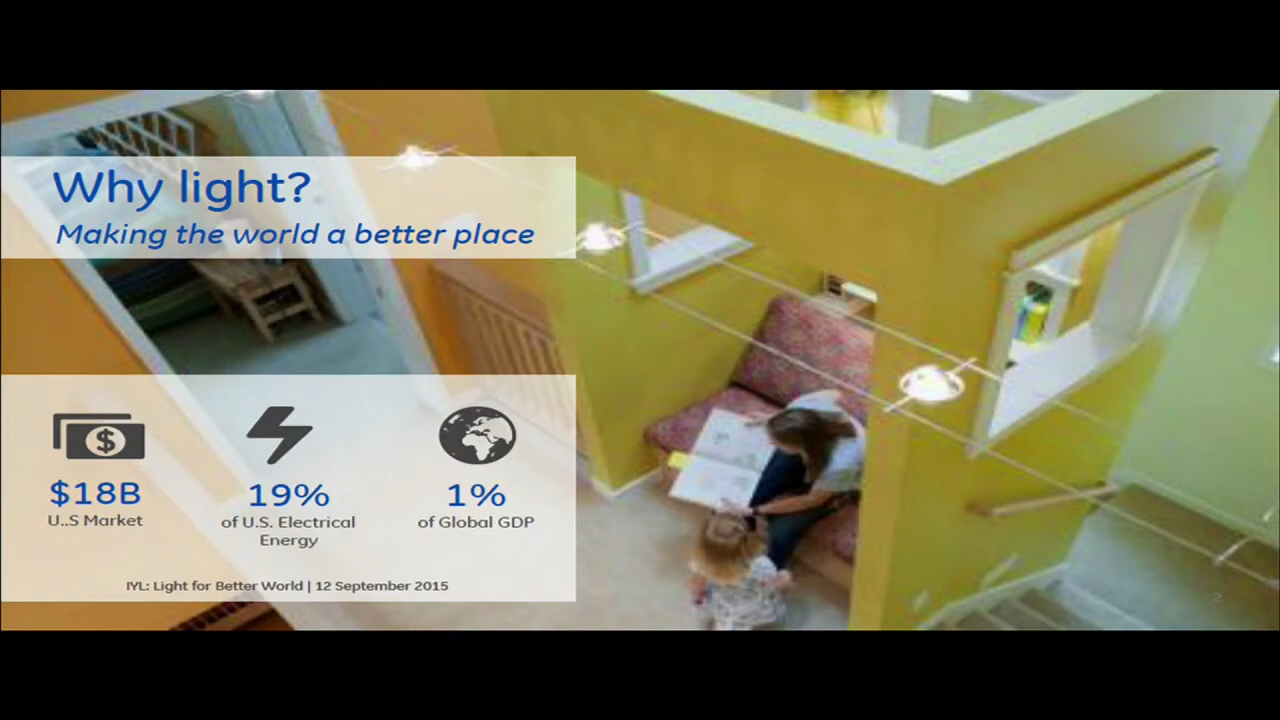 Why light?
Making the world a better place
$18B
U..S Market
19%
of U.S. Electrical
Energy
1%
of Global GDP
IYL: Light for Better World | 12 September 2015
2